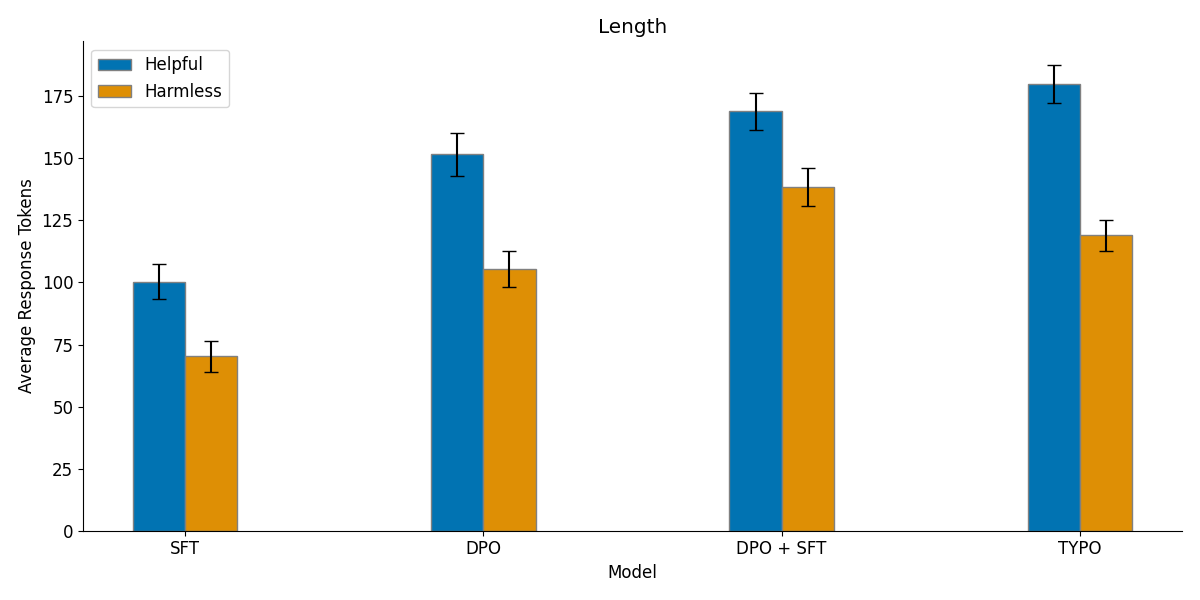 Length
Helpful
Harmless
Average Response Tokens
175
150
125
100
75
50
25
0
SFT
DPO
DPO + SFT
TYPO
Model